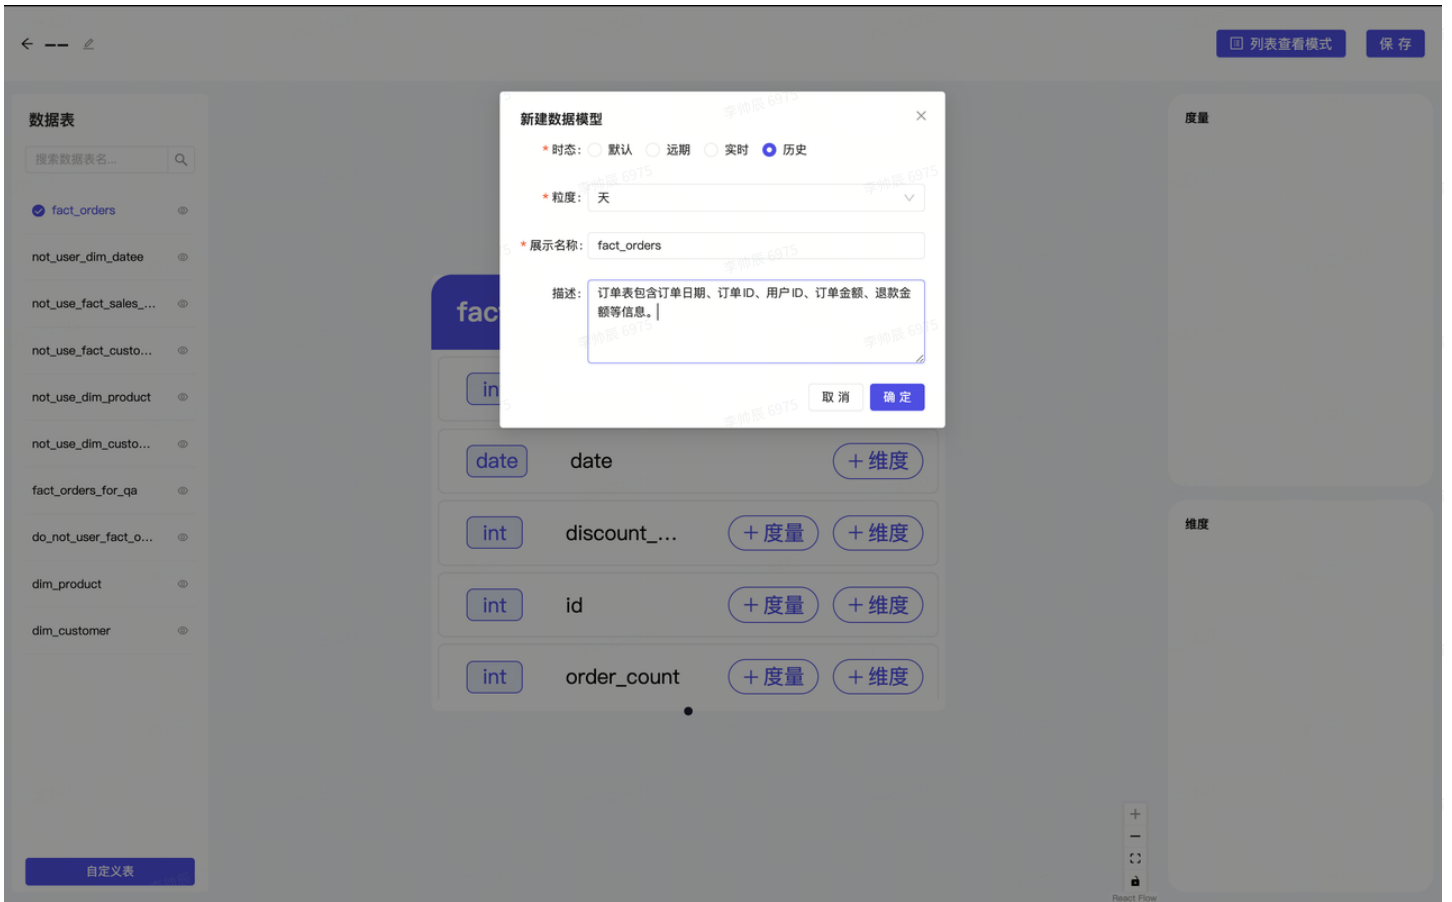 列表查看模式
保 存
数据表
搜索数据表名...
fact_orders
not_user_dim_datee
not_use_fact_sales_...
not_use_fact_custo...
not_use_dim_product
not_use_dim_custo...
fact_orders_for_qa
do_not_user_fact_o...
dim_product
dim_customer
自定义表
新建数据模型
* 时态: 默认 远期 实时 历史
* 粒度: 天
* 展示名称: fact_orders
描述: 订单表包含订单日期、订单ID、用户ID、订单金额、退款金
额等信息。
取 消 确 定
fac
in
date date + 维度
int discount_... + 度量 + 维度
int id + 度量 + 维度
int order_count + 度量 + 维度
度量
维度
React Flow
李帅辰 6975